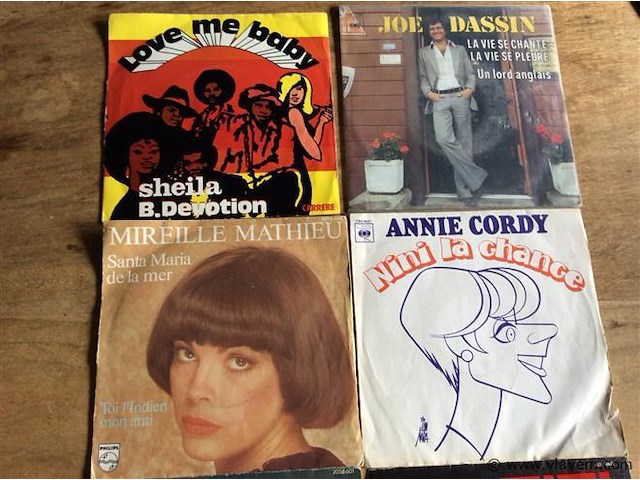 Love me baby
sheila
B. Devotion
CARRERE
JOE DASSIN
LA VIE SE CHANTE
LA VIE SE PLEURE
Un lord anglais
MIREILLE MATHIEU
Santa Maria
de la mer
Toi l'Indien
mon ami
PHILIPS
ANNIE CORDY
Nini la chance
CBS
© www.vlavem.com